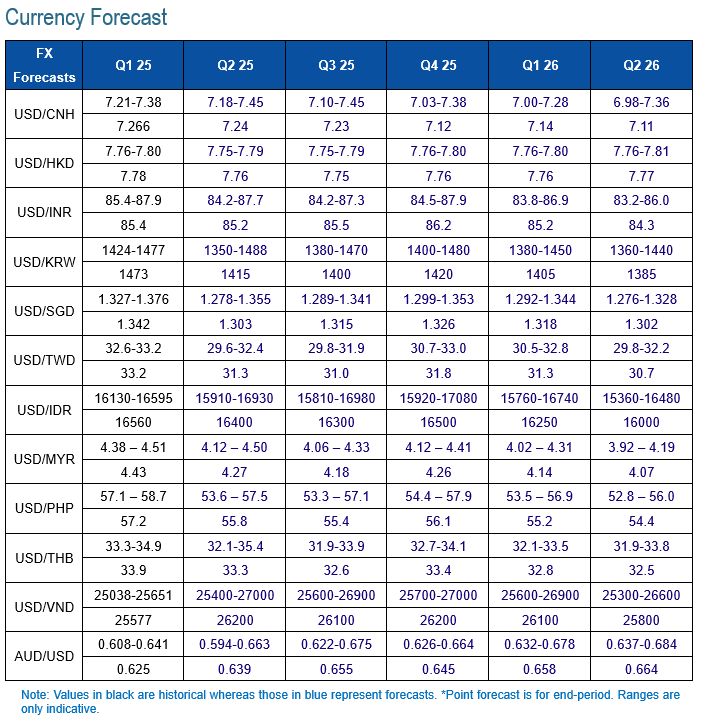 Currency Forecast
FX Forecasts Q1 25 Q2 25 Q3 25 Q4 25 Q1 26 Q2 26
USD/CNH 7.21-7.38 7.18-7.45 7.10-7.45 7.03-7.38 7.00-7.28 6.98-7.36
7.266 7.24 7.23 7.12 7.14 7.11
USD/HKD 7.76-7.80 7.75-7.79 7.75-7.79 7.76-7.80 7.76-7.80 7.76-7.81
7.78 7.76 7.75 7.76 7.76 7.77
USD/INR 85.4-87.9 84.2-87.7 84.2-87.3 84.5-87.9 83.8-86.9 83.2-86.0
85.4 85.2 85.5 86.2 85.2 84.3
USD/KRW 1424-1477 1350-1488 1380-1470 1400-1480 1380-1450 1360-1440
1473 1415 1400 1420 1405 1385
USD/SGD 1.327-1.376 1.278-1.355 1.289-1.341 1.299-1.353 1.292-1.344 1.276-1.328
1.342 1.303 1.315 1.326 1.318 1.302
USD/TWD 32.6-33.2 29.6-32.4 29.8-31.9 30.7-33.0 30.5-32.8 29.8-32.2
33.2 31.3 31.0 31.8 31.3 30.7
USD/IDR 16130-16595 15910-16930 15810-16980 15920-17080 15760-16740 15360-16480
16560 16400 16300 16500 16250 16000
USD/MYR 4.38 – 4.51 4.12 – 4.50 4.06 – 4.33 4.12 – 4.41 4.02 – 4.31 3.92 – 4.19
4.43 4.27 4.18 4.26 4.14 4.07
USD/PHP 57.1 – 58.7 53.6 – 57.5 53.3 – 57.1 54.4 – 57.9 53.5 – 56.9 52.8 – 56.0
57.2 55.8 55.4 56.1 55.2 54.4
USD/THB 33.3-34.9 32.1-35.4 31.9-33.9 32.7-34.1 32.1-33.5 31.9-33.8
33.9 33.3 32.6 33.4 32.8 32.5
USD/VND 25038-25651 25400-27000 25600-26900 25700-27000 25600-26900 25300-26600
25577 26200 26100 26200 26100 25800
AUD/USD 0.608-0.641 0.594-0.663 0.622-0.675 0.626-0.664 0.632-0.678 0.637-0.684
0.625 0.639 0.655 0.645 0.658 0.664
Note: Values in black are historical whereas those in blue represent forecasts. *Point forecast is for end-period. Ranges are
only indicative.